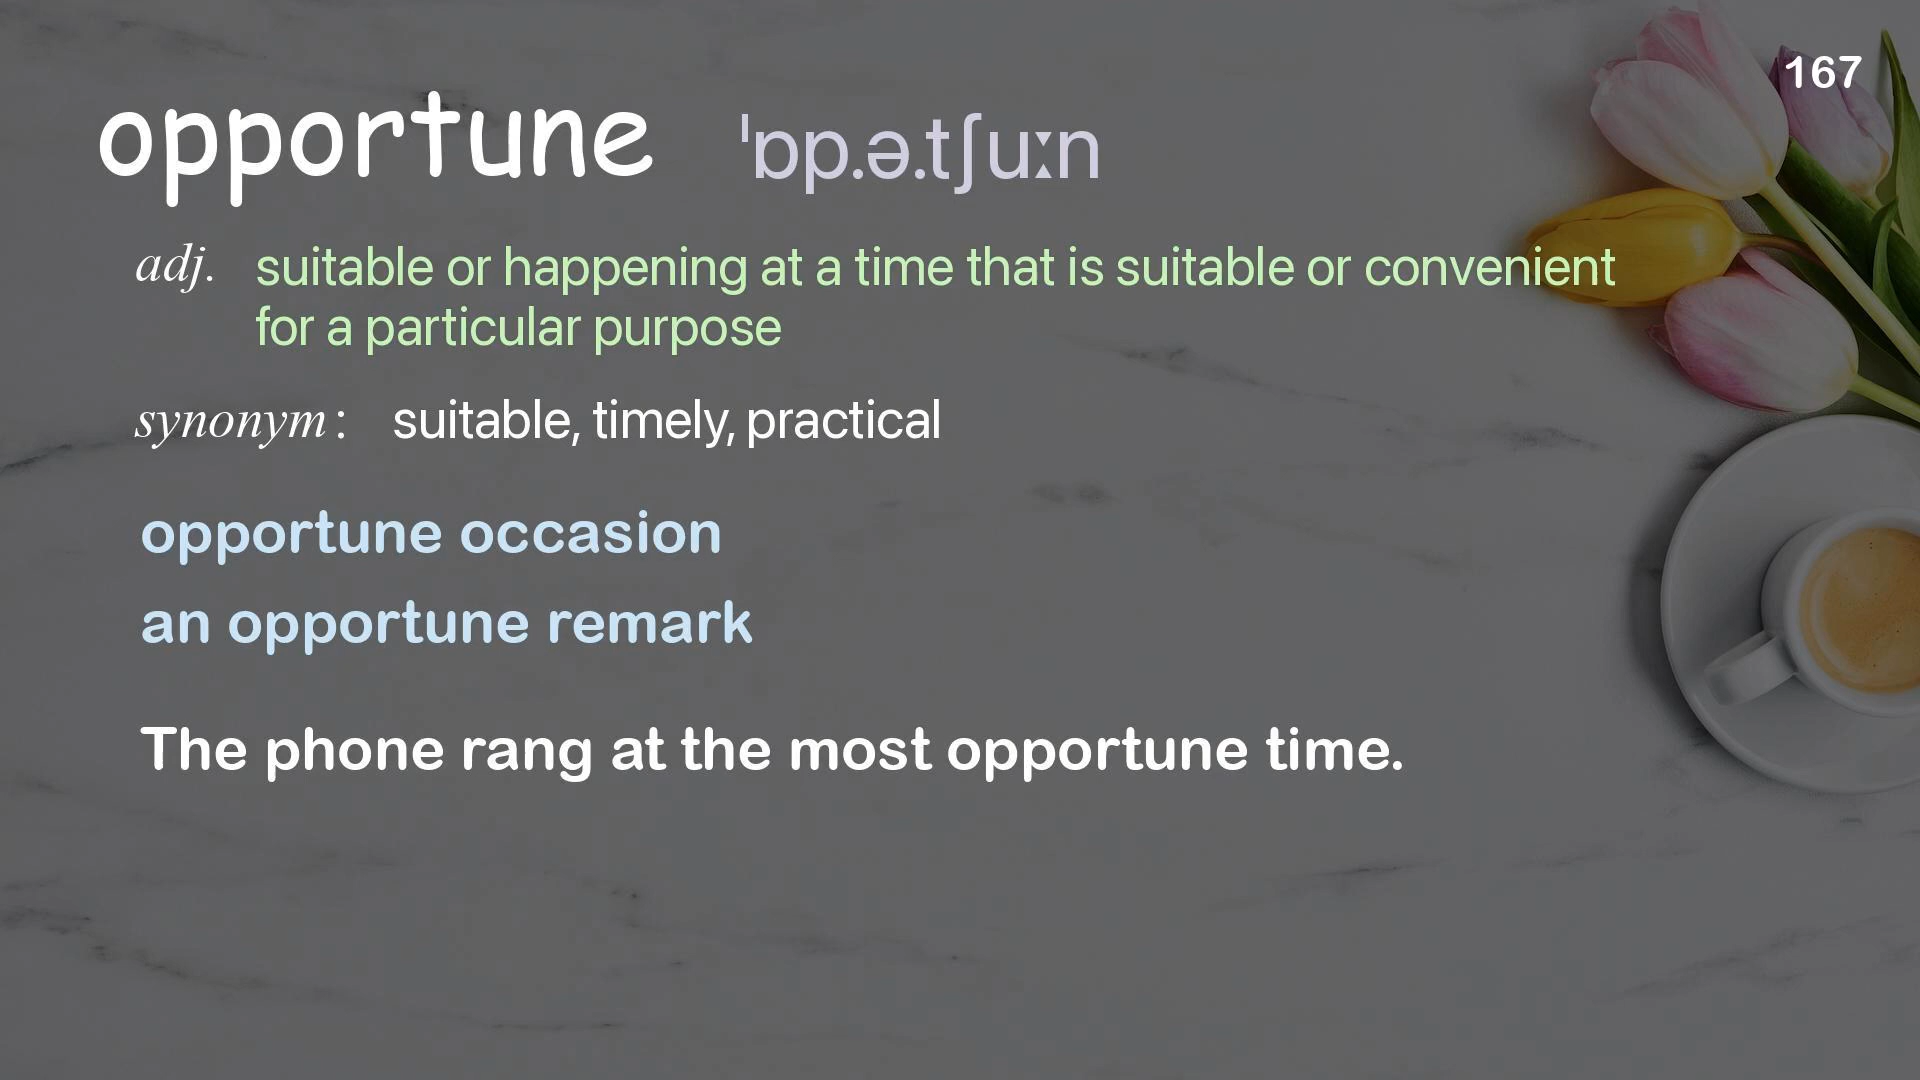 167
opportune ˈɒp.ə.tʃuːn
adj. suitable or happening at a time that is suitable or convenient
for a particular purpose
synonym: suitable, timely, practical
opportune occasion
an opportune remark
The phone rang at the most opportune time.